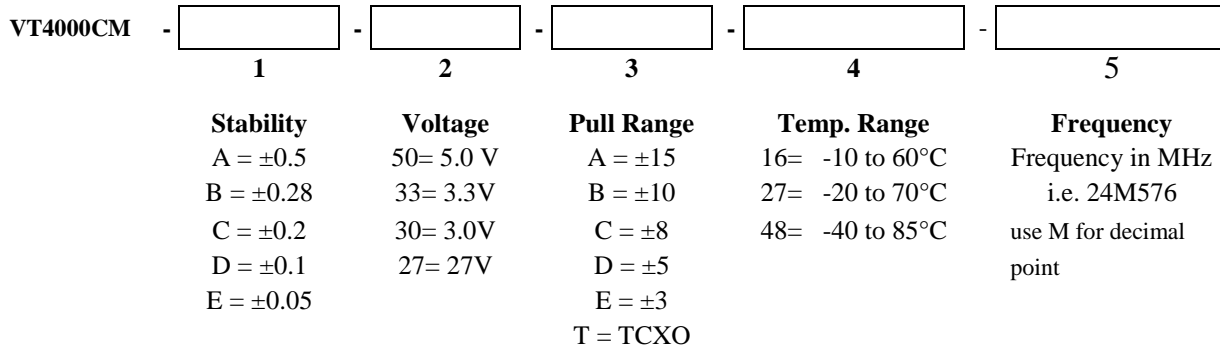 VT4000CM - - - - -
1 2 3 4 5
Stability Voltage Pull Range Temp. Range Frequency
A = ±0.5 50= 5.0 V A = ±15 16= -10 to 60°C Frequency in MHz
B = ±0.28 33= 3.3V B = ±10 27= -20 to 70°C i.e. 24M576
C = ±0.2 30= 3.0V C = ±8 48= -40 to 85°C use M for decimal
D = ±0.1 27= 27V D = ±5 point
E = ±0.05 E = ±3
T = TCXO